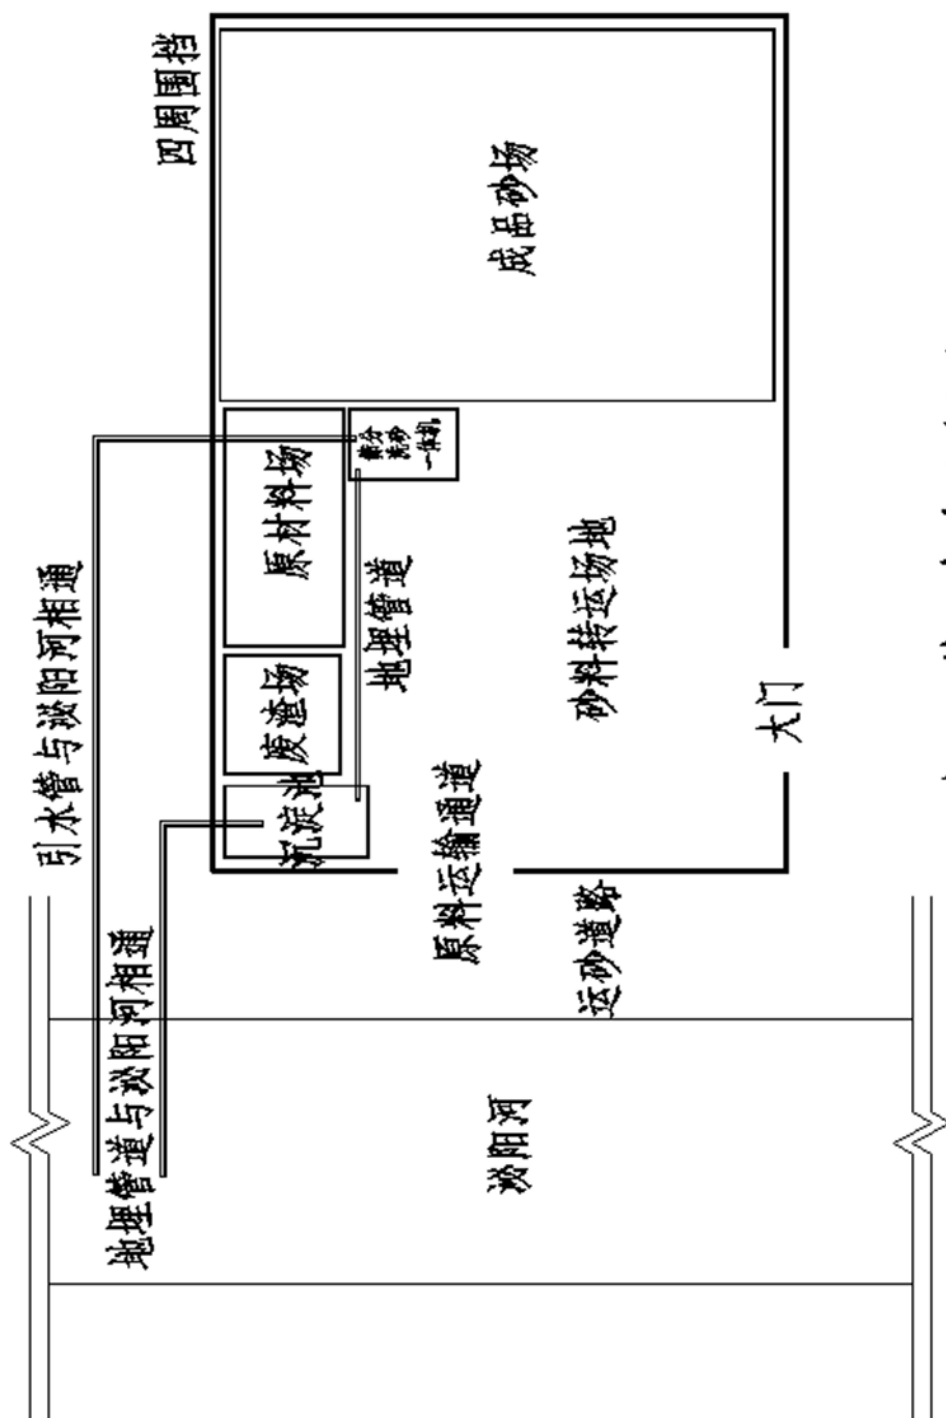 引水管与泌阳河相通
地埋管道与泌阳河相通
四周围挡
沉淀池
废渣场
原材料场
筛分
洗砂
一体机
地埋管道
原料运输通道
泌阳河
成品砂场
运砂道路
砂料转运场地
大门